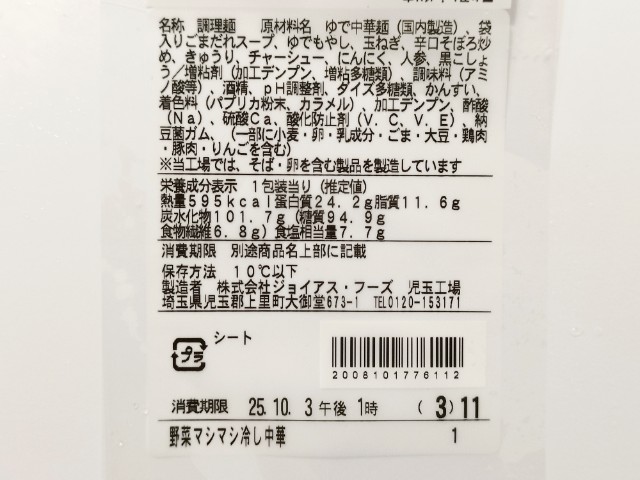 名称 調理麺 原材料名 ゆで中華麺（国内製造）、袋
入りごまだれスープ、ゆでもやし、玉ねぎ、辛口そぼろ炒
め、きゅうり、チャーシュー、にんにく、人参、黒こしょ
う／増粘剤（加工デンプン、増粘多糖類）、調味料（アミ
ノ酸等）、酒精、ｐＨ調整剤、ダイズ多糖類、かんすい、
着色料（パプリカ粉末、カラメル）、加工デンプン、酢酸
（Ｎａ）、硫酸Ｃａ、酸化防止剤（Ｖ．Ｃ、Ｖ．Ｅ）、納
豆菌ガム、（一部に小麦・卵・乳成分・ごま・大豆・鶏肉
・豚肉・りんごを含む）
※当工場では、そば・卵を含む製品を製造しています
栄養成分表示 １包装当り（推定値）
熱量５９５ｋｃａｌ蛋白質２４．２ｇ脂質１１．６ｇ
炭水化物１０１．７ｇ（糖質９４．９ｇ
食物繊維６．８ｇ）食塩相当量７．７ｇ
消費期限 別途商品名上部に記載
保存方法 １０℃以下
製造者 株式会社ジョイアス・フーズ 児玉工場
埼玉県児玉郡上里町大御堂673-1 TEL0120-153171
プラ シート
2008101776112
消費期限 25.10. 3 午後 1時 （ 3）11
野菜マシマシ冷し中華 1